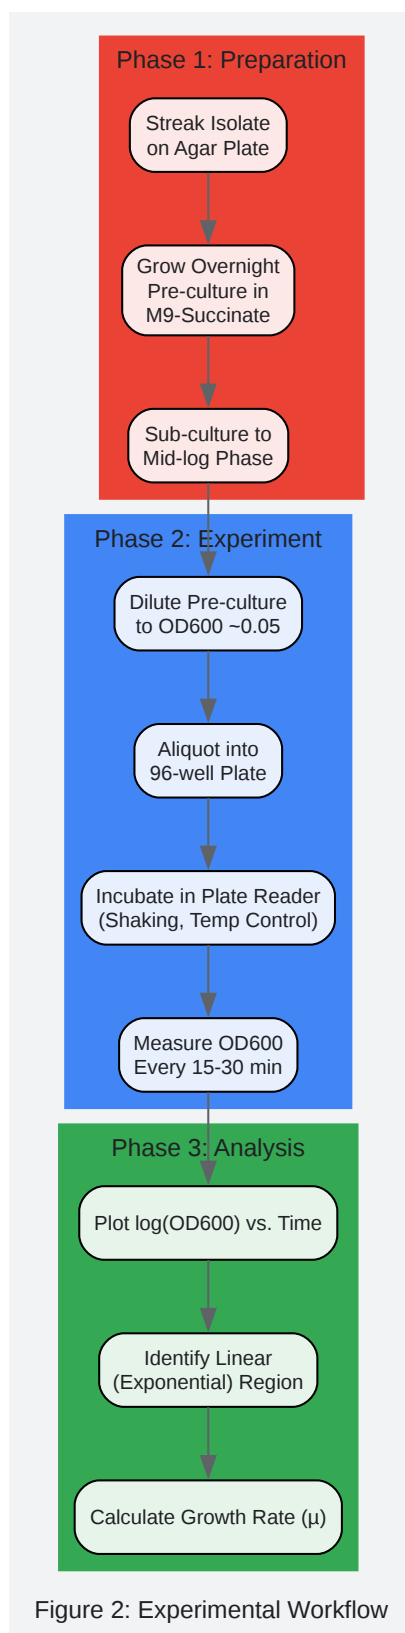 Phase 1: Preparation
Streak Isolate
on Agar Plate
Grow Overnight
Pre-culture in
M9-Succinate
Sub-culture to
Mid-log Phase
Phase 2: Experiment
Dilute Pre-culture
to OD600 ~0.05
Aliquot into
96-well Plate
Incubate in Plate Reader
(Shaking, Temp Control)
Measure OD600
Every 15-30 min
Phase 3: Analysis
Plot log(OD600) vs. Time
Identify Linear
(Exponential) Region
Calculate Growth Rate (μ)
Figure 2: Experimental Workflow